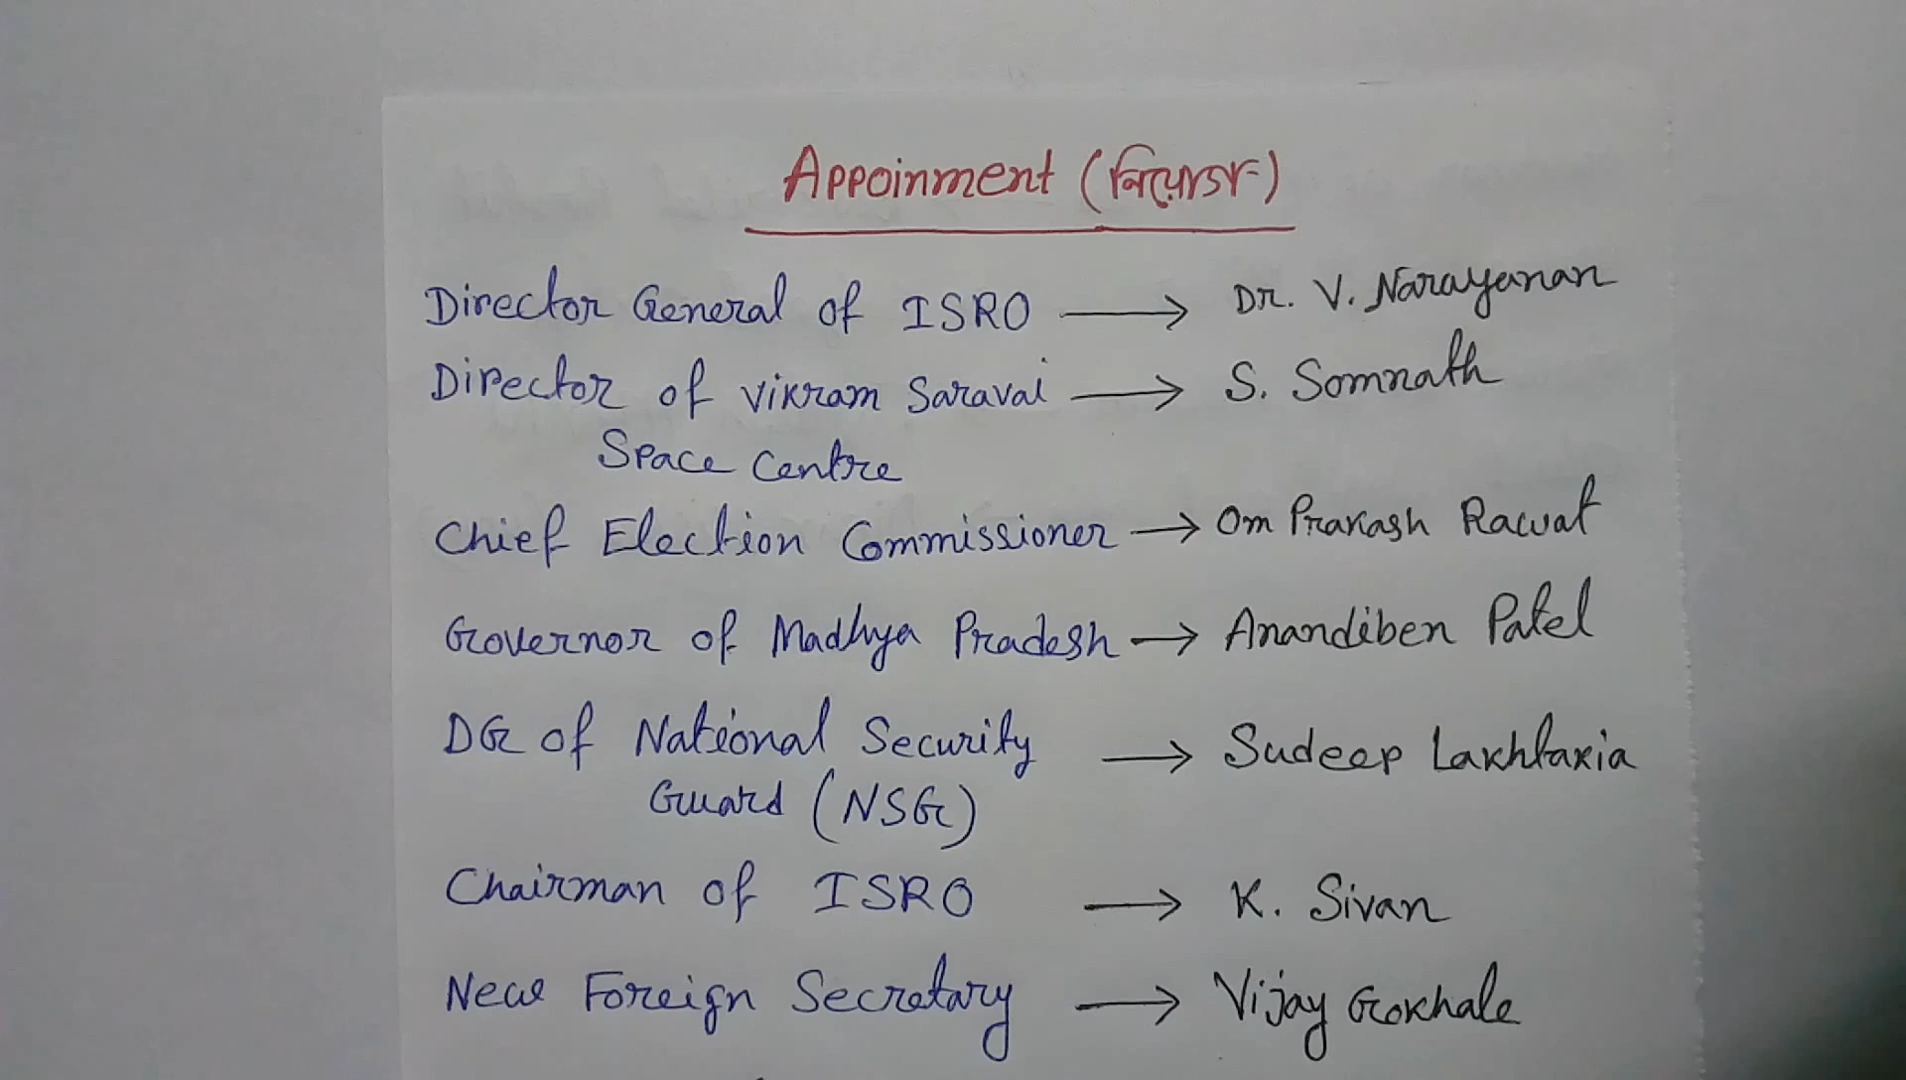 Appoinment (নিয়োগ)
Director General of ISRO → Dr. V. Narayanan
Director of Vikram Saravai → S. Somnath
Space Centre
Chief Election Commissioner → Om Prakash Rawat
Governor of Madhya Pradesh → Anandiben Patel
DG of National Security → Sudeep Lakhtakia
Guard (NSG)
Chairman of ISRO → K. Sivan
New Foreign Secretary → Vijay Gokhale